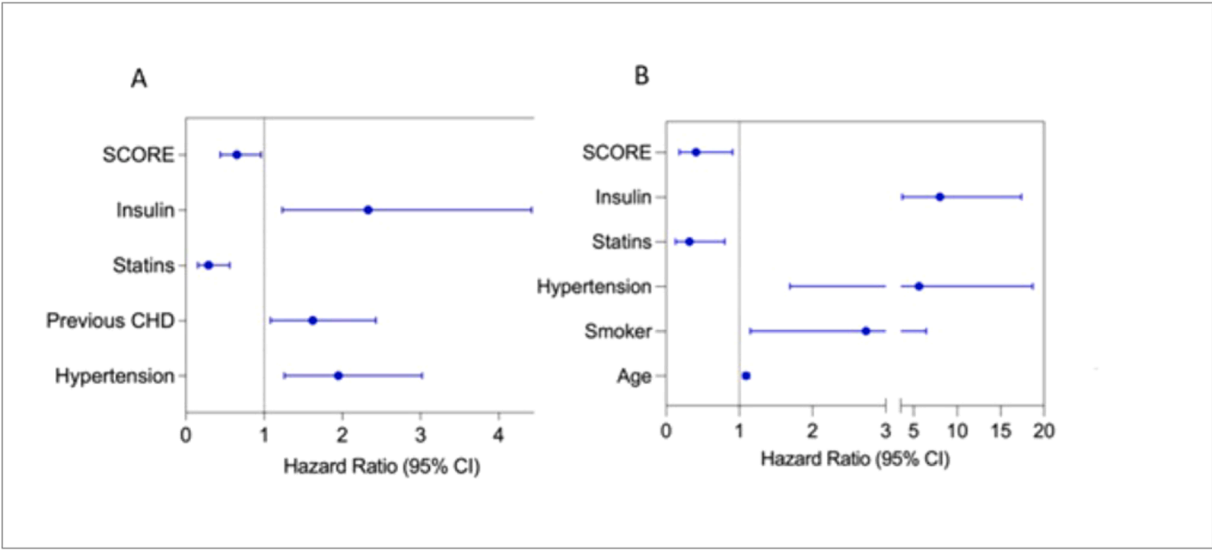 A
SCORE
Insulin
Statins
Previous CHD
Hypertension
0 1 2 3 4
Hazard Ratio (95% CI)
B
SCORE
Insulin
Statins
Hypertension
Smoker
Age
0 1 2 3 5 10 15 20
Hazard Ratio (95% CI)